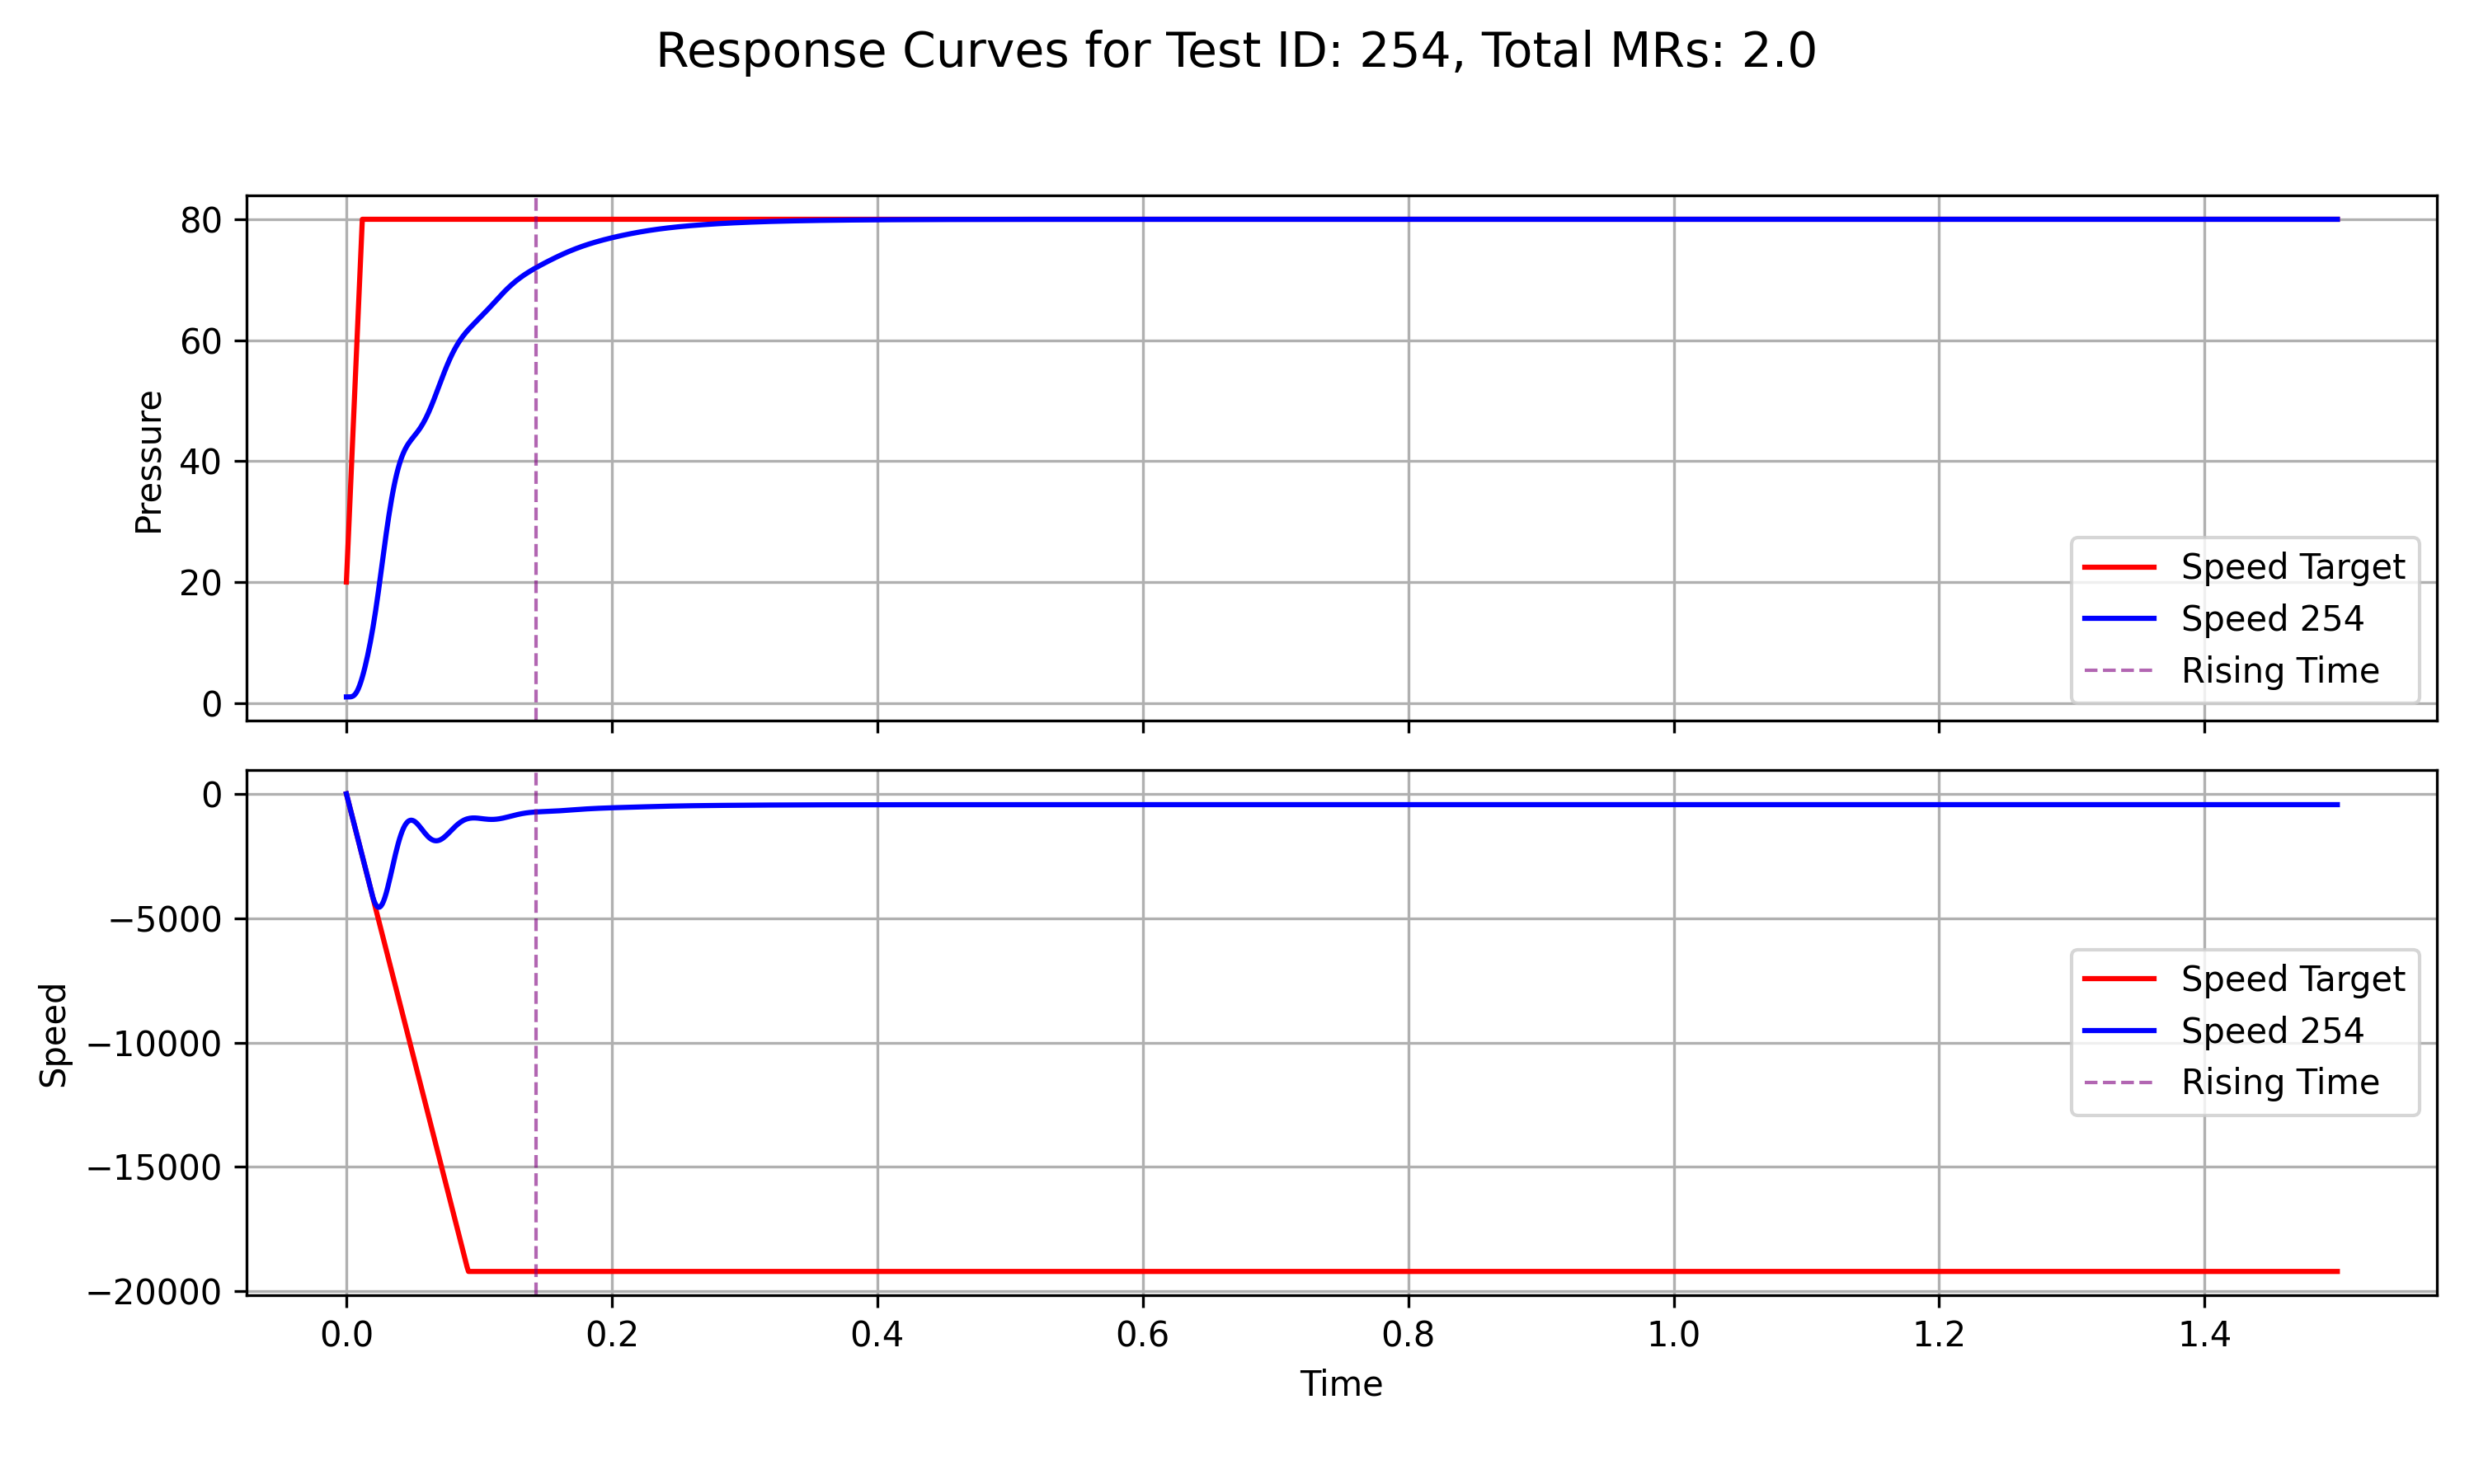 Response Curves for Test ID: 254, Total MRs: 2.0
80
60
40
20
0
Pressure
Speed Target
Speed 254
Rising Time
0
−5000
−10000
−15000
−20000
Speed
Speed Target
Speed 254
Rising Time
0.0 0.2 0.4 0.6 0.8 1.0 1.2 1.4
Time